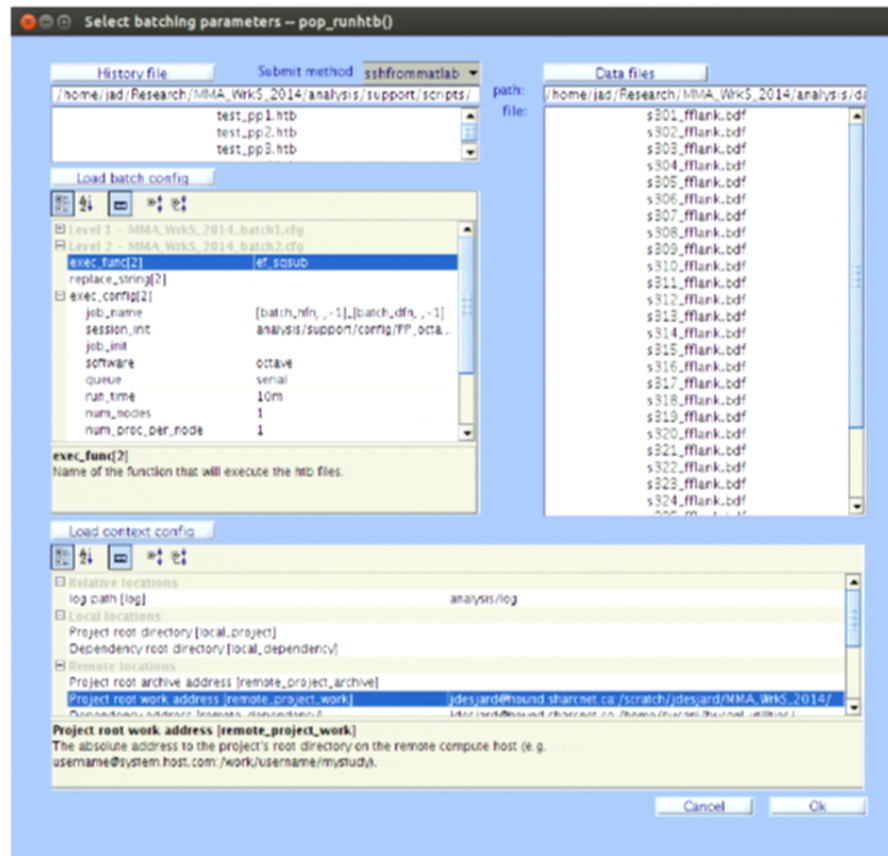 Select batching parameters -- pop_runhtb()
History file
Submit method sshfrommatlab
/home/jad/Research/MMA_WrkS_2014/analysis/support/scripts/
test_pp1.htb
test_pp2.htb
test_pp3.htb
path:
file:
Data files
/home/jad/Research/MMA_WrkS_2014/analysis/da
s301_fflank.bdf
s302_fflank.bdf
s303_fflank.bdf
s304_fflank.bdf
s305_fflank.bdf
s306_fflank.bdf
s307_fflank.bdf
s308_fflank.bdf
s309_fflank.bdf
s310_fflank.bdf
s311_fflank.bdf
s312_fflank.bdf
s313_fflank.bdf
s314_fflank.bdf
s315_fflank.bdf
s316_fflank.bdf
s317_fflank.bdf
s318_fflank.bdf
s319_fflank.bdf
s320_fflank.bdf
s321_fflank.bdf
s322_fflank.bdf
s323_fflank.bdf
s324_fflank.bdf
Load batch config
Level 1 - MMA_WrkS_2014_batch1.cfg
Level 2 - MMA_WrkS_2014_batch2.cfg
exec_func[2] ef_sqsub
replace_string[2]
exec_config[2]
job_name [batch_hfn, ,-1]_[batch_dfn, ,-1]
session_init analysis/support/config/PP_octa...
job_init
software octave
queue serial
run_time 10m
num_nodes 1
num_proc_per_node 1
exec_func[2]
Name of the function that will execute the htb files.
Load context config
Relative locations
log path [log] analysis/log
Local locations
Project root directory [local_project]
Dependency root directory [local_dependency]
Remote locations
Project root archive address [remote_project_archive]
Project root work address [remote_project_work] jdesjard@hound.sharcnet.ca:/scratch/jdesjard/MMA_WrkS_2014/
Project root work address [remote_project_work]
The absolute address to the project's root directory on the remote compute host (e.g.
username@system.host.com:/work/username/mystudy).
Cancel
Ok